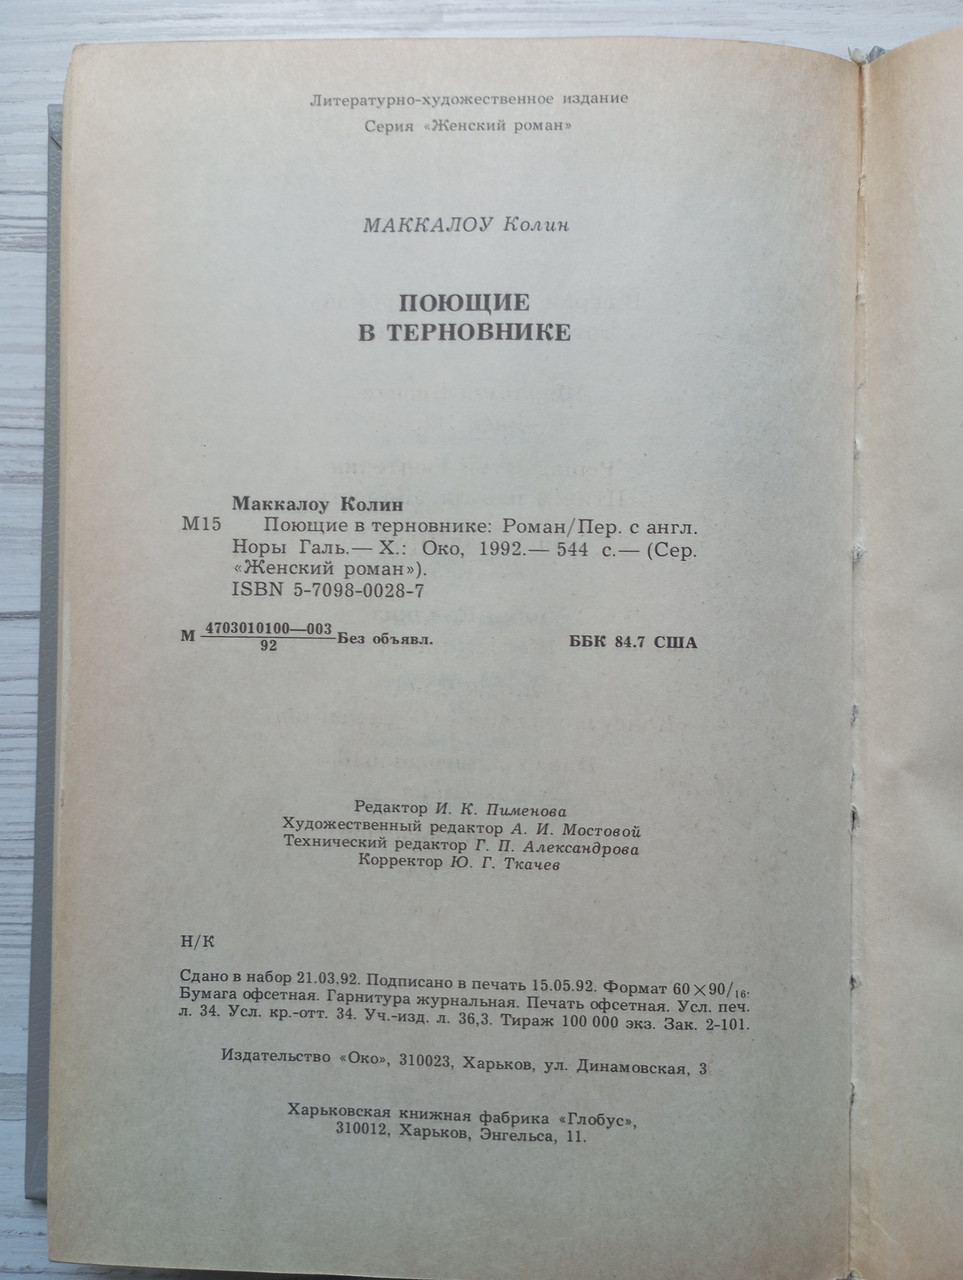 Литературно-художественное издание
Серия «Женский роман»
МАККАЛОУ Колин
ПОЮЩИЕ
В ТЕРНОВНИКЕ
Маккалоу Колин
М15 Поющие в терновнике: Роман/Пер. с англ.
Норы Галь.— Х.: Око, 1992.— 544 с.— (Сер.
«Женский роман»).
ISBN 5-7098-0028-7
М 4703010100—003/92 Без объявл. ББК 84.7 США
Редактор И. К. Пименова
Художественный редактор А. И. Мостовой
Технический редактор Г. П. Александрова
Корректор Ю. Г. Ткачев
Н/К
Сдано в набор 21.03.92. Подписано в печать 15.05.92. Формат 60×90/16.
Бумага офсетная. Гарнитура журнальная. Печать офсетная. Усл. печ.
л. 34. Усл. кр.-отт. 34. Уч.-изд. л. 36,3. Тираж 100 000 экз. Зак. 2-101.
Издательство «Око», 310023, Харьков, ул. Динамовская, 3
Харьковская книжная фабрика «Глобус»,
310012, Харьков, Энгельса, 11.